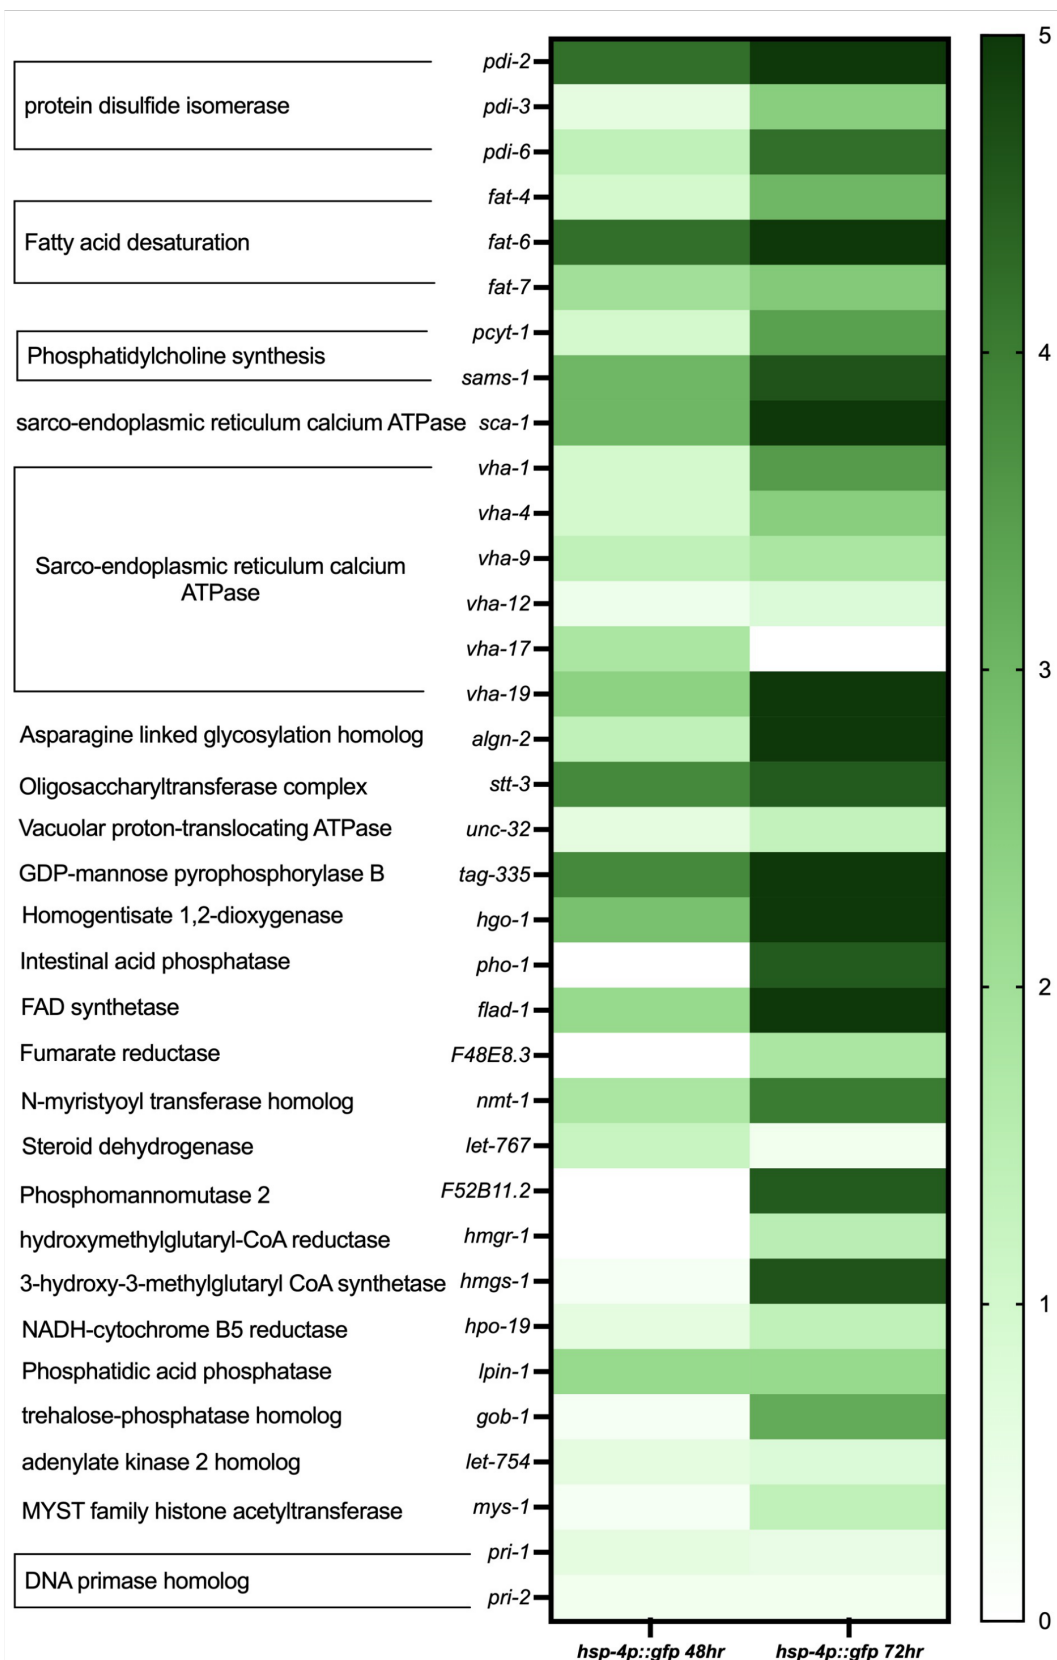 protein disulfide isomerase
Fatty acid desaturation
Phosphatidylcholine synthesis
sarco-endoplasmic reticulum calcium ATPase
Sarco-endoplasmic reticulum calcium
ATPase
Asparagine linked glycosylation homolog
Oligosaccharyltransferase complex
Vacuolar proton-translocating ATPase
GDP-mannose pyrophosphorylase B
Homogentisate 1,2-dioxygenase
Intestinal acid phosphatase
FAD synthetase
Fumarate reductase
N-myristyoyl transferase homolog
Steroid dehydrogenase
Phosphomannomutase 2
hydroxymethylglutaryl-CoA reductase
3-hydroxy-3-methylglutaryl CoA synthetase
NADH-cytochrome B5 reductase
Phosphatidic acid phosphatase
trehalose-phosphatase homolog
adenylate kinase 2 homolog
MYST family histone acetyltransferase
DNA primase homolog
pdi-2
pdi-3
pdi-6
fat-4
fat-6
fat-7
pcyt-1
sams-1
sca-1
vha-1
vha-4
vha-9
vha-12
vha-17
vha-19
algn-2
stt-3
unc-32
tag-335
hgo-1
pho-1
flad-1
F48E8.3
nmt-1
let-767
F52B11.2
hmgr-1
hmgs-1
hpo-19
lpin-1
gob-1
let-754
mys-1
pri-1
pri-2
hsp-4p::gfp 48hr
hsp-4p::gfp 72hr
5
4
3
2
1
0